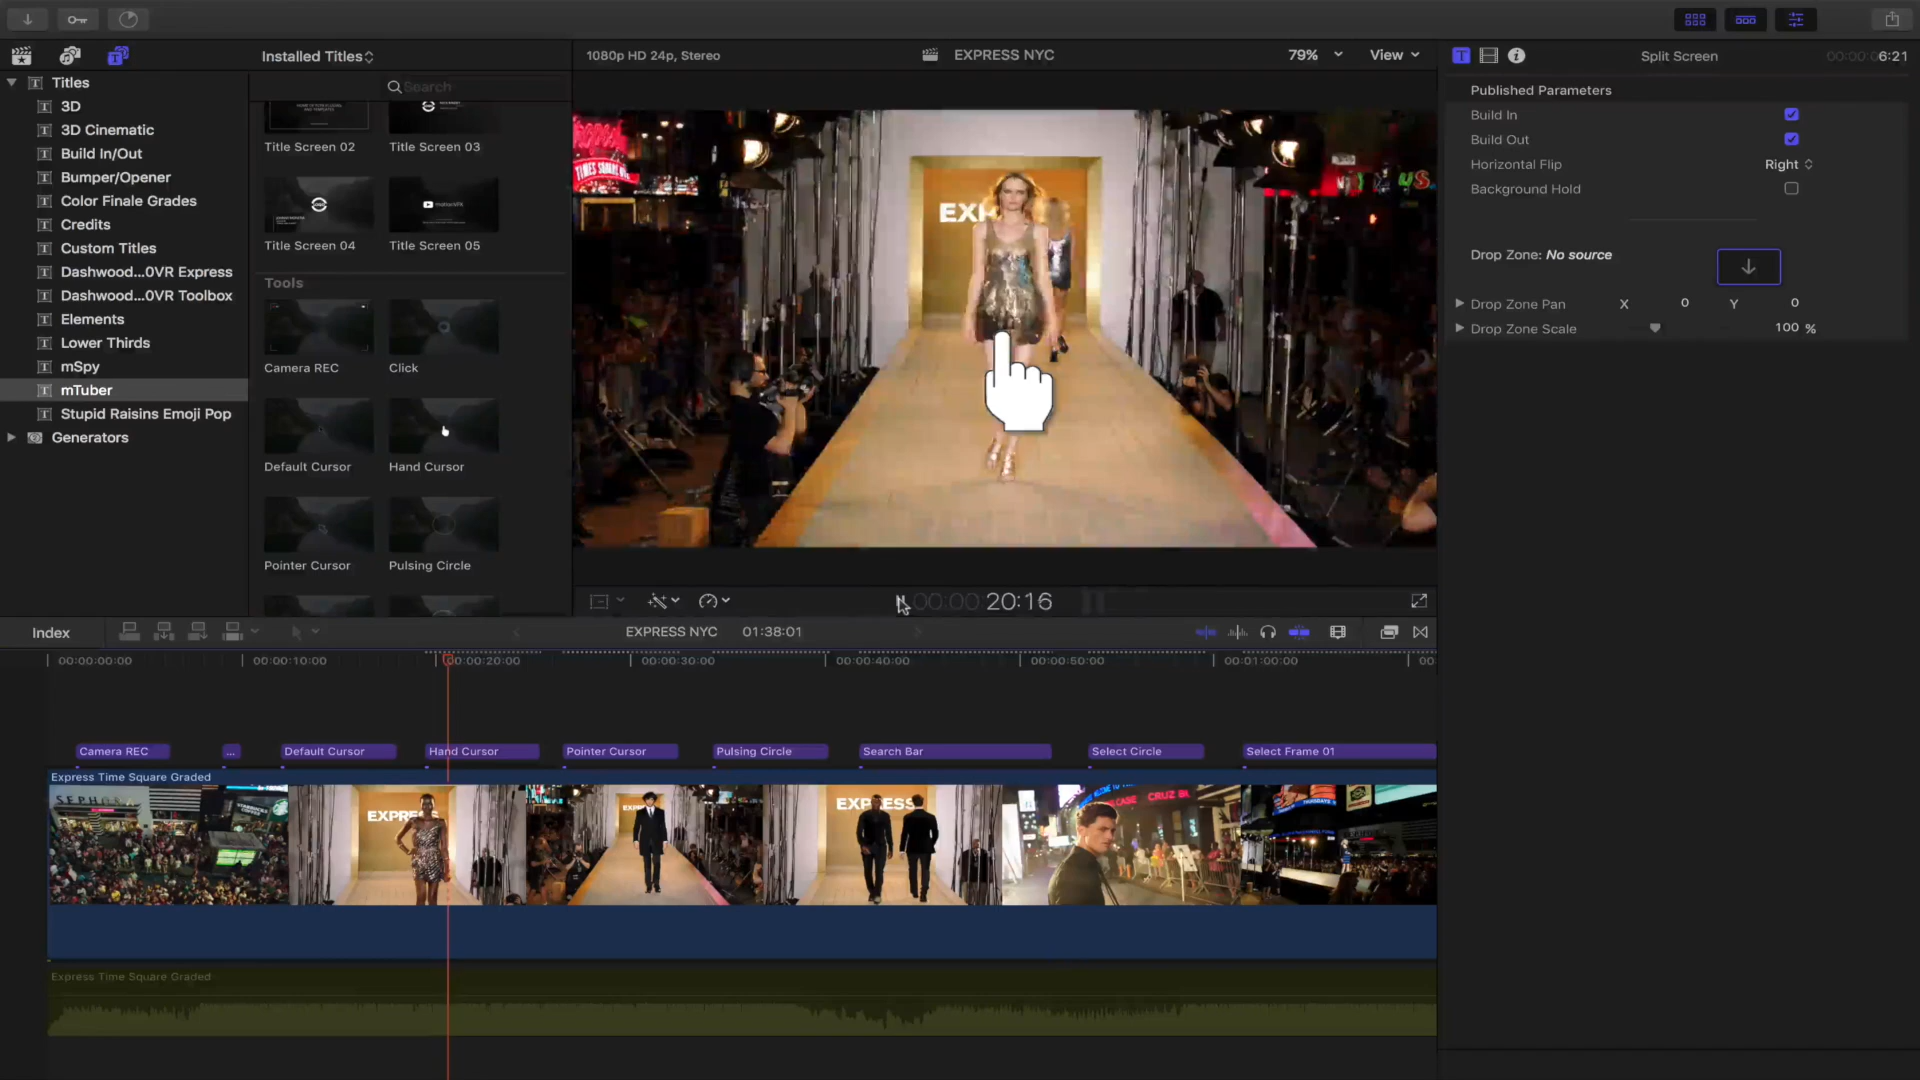 Installed Titles
1080p HD 24p, Stereo
EXPRESS NYC
79%
View
Split Screen
00:00:06:21
Titles
3D
3D Cinematic
Build In/Out
Bumper/Opener
Color Finale Grades
Credits
Custom Titles
Dashwood...0VR Express
Dashwood...0VR Toolbox
Elements
Lower Thirds
mSpy
mTuber
Stupid Raisins Emoji Pop
Generators
Search
Title Screen 02
Title Screen 03
Title Screen 04
Title Screen 05
Tools
Camera REC
Click
Default Cursor
Hand Cursor
Pointer Cursor
Pulsing Circle
TIMES SQUARE
EXP
Published Parameters
Build In
Build Out
Horizontal Flip
Right
Background Hold
Drop Zone: No source
Drop Zone Pan
X
0
Y
0
Drop Zone Scale
100 %
00:00:20:16
Index
EXPRESS NYC
01:38:01
00:00:00:00
00:00:10:00
00:00:20:00
00:00:30:00
00:00:40:00
00:00:50:00
00:01:00:00
00:
Camera REC
...
Default Cursor
Hand Cursor
Pointer Cursor
Pulsing Circle
Search Bar
Select Circle
Select Frame 01
Express Time Square Graded
SEPHORA
EXPRESS
EXPRESS
EXPRESS
CRUZ
Express Time Square Graded